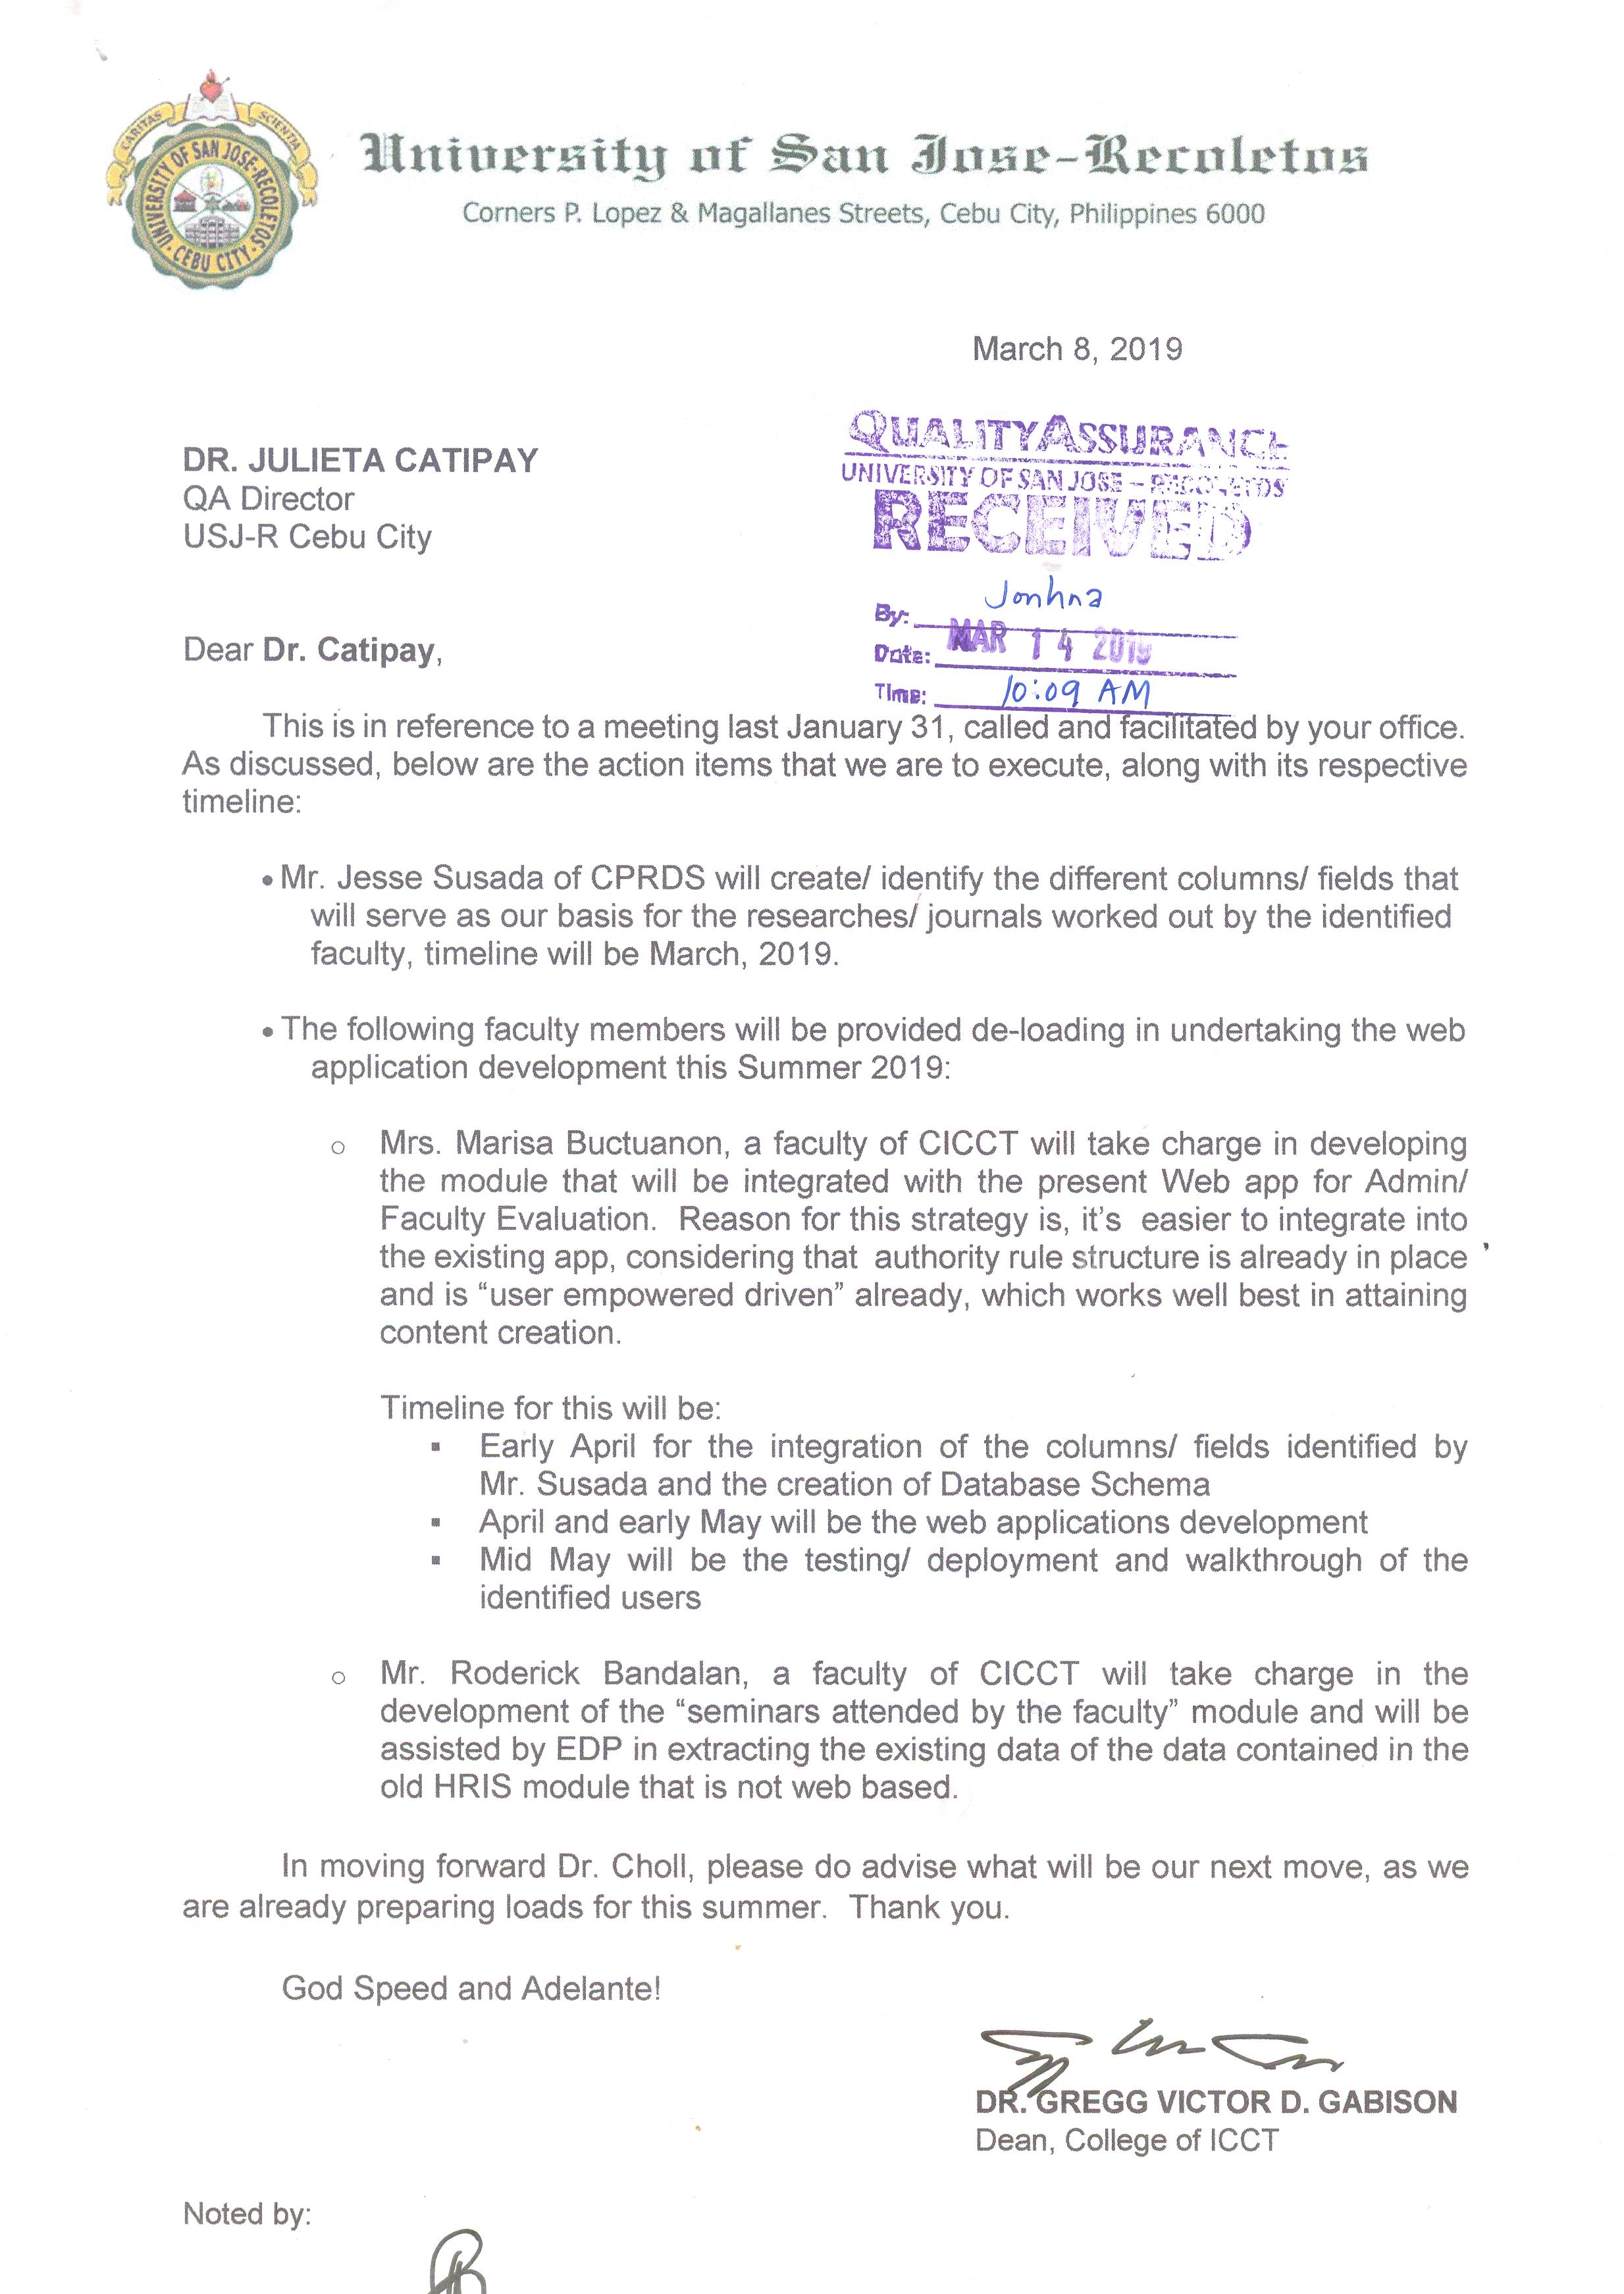 CARITAS
SCIENTIA
UNIVERSITY OF SAN JOSE-RECOLETOS
CEBU CITY
University of San Jose-Recoletos
Corners P. Lopez & Magallanes Streets, Cebu City, Philippines 6000
March 8, 2019
QUALITY ASSURANCE
UNIVERSITY OF SAN JOSE – RECOLETOS
RECEIVED
By: Jonhna
Date: MAR 14 2019
Time: 10:09 AM
DR. JULIETA CATIPAY
QA Director
USJ-R Cebu City
Dear Dr. Catipay,
This is in reference to a meeting last January 31, called and facilitated by your office.
As discussed, below are the action items that we are to execute, along with its respective
timeline:
• Mr. Jesse Susada of CPRDS will create/ identify the different columns/ fields that
will serve as our basis for the researches/ journals worked out by the identified
faculty, timeline will be March, 2019.
• The following faculty members will be provided de-loading in undertaking the web
application development this Summer 2019:
o Mrs. Marisa Buctuanon, a faculty of CICCT will take charge in developing
the module that will be integrated with the present Web app for Admin/
Faculty Evaluation. Reason for this strategy is, it's easier to integrate into
the existing app, considering that authority rule structure is already in place
and is “user empowered driven” already, which works well best in attaining
content creation.
Timeline for this will be:
▪ Early April for the integration of the columns/ fields identified by
Mr. Susada and the creation of Database Schema
▪ April and early May will be the web applications development
▪ Mid May will be the testing/ deployment and walkthrough of the
identified users
o Mr. Roderick Bandalan, a faculty of CICCT will take charge in the
development of the “seminars attended by the faculty” module and will be
assisted by EDP in extracting the existing data of the data contained in the
old HRIS module that is not web based.
In moving forward Dr. Choll, please do advise what will be our next move, as we
are already preparing loads for this summer. Thank you.
God Speed and Adelante!
DR. GREGG VICTOR D. GABISON
Dean, College of ICCT
Noted by: